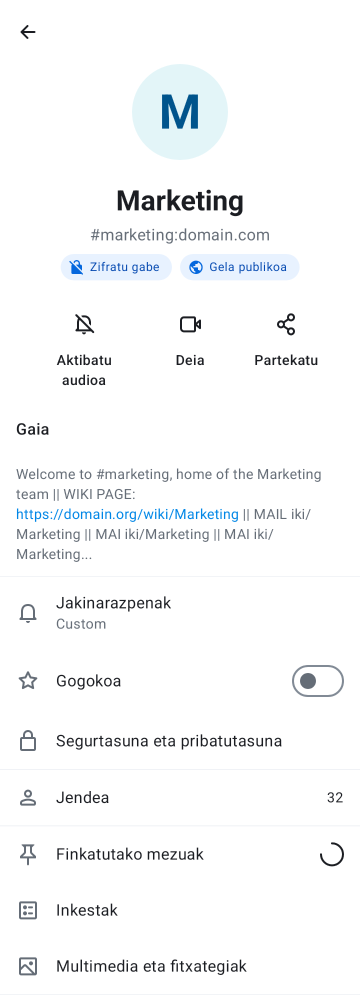 M
Marketing
#marketing:domain.com
Zifratu gabe
Gela publikoa
Aktibatu
audioa
Deia
Partekatu
Gaia
Welcome to #marketing, home of the Marketing
team || WIKI PAGE:
https://domain.org/wiki/Marketing || MAIL iki/
Marketing || MAI iki/Marketing || MAI iki/
Marketing...
Jakinarazpenak
Custom
Gogokoa
Segurtasuna eta pribatutasuna
Jendea 32
Finkatutako mezuak
Inkestak
Multimedia eta fitxategiak